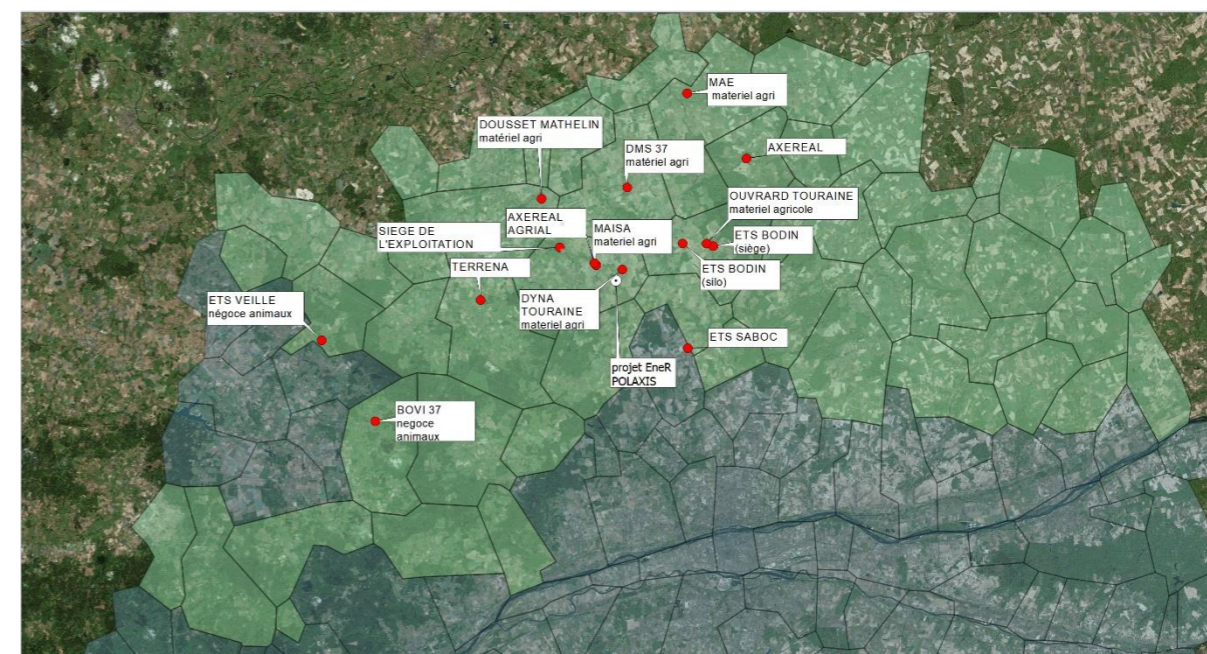 MAE
materiel agri
DOUSSET MATHELIN
matériel agri
DMS 37
matériel agri
AXEREAL
OUVRARD TOURAINE
materiel agricole
AXEREAL
AGRIAL
SIEGE DE
L'EXPLOITATION
MAISA
materiel agri
ETS BODIN
(siège)
TERRENA
ETS BODIN
(silo)
ETS VEILLE
négoce animaux
DYNA
TOURAINE
materiel agri
ETS SABOC
projet EneR
POLAXIS
BOVI 37
negoce
animaux